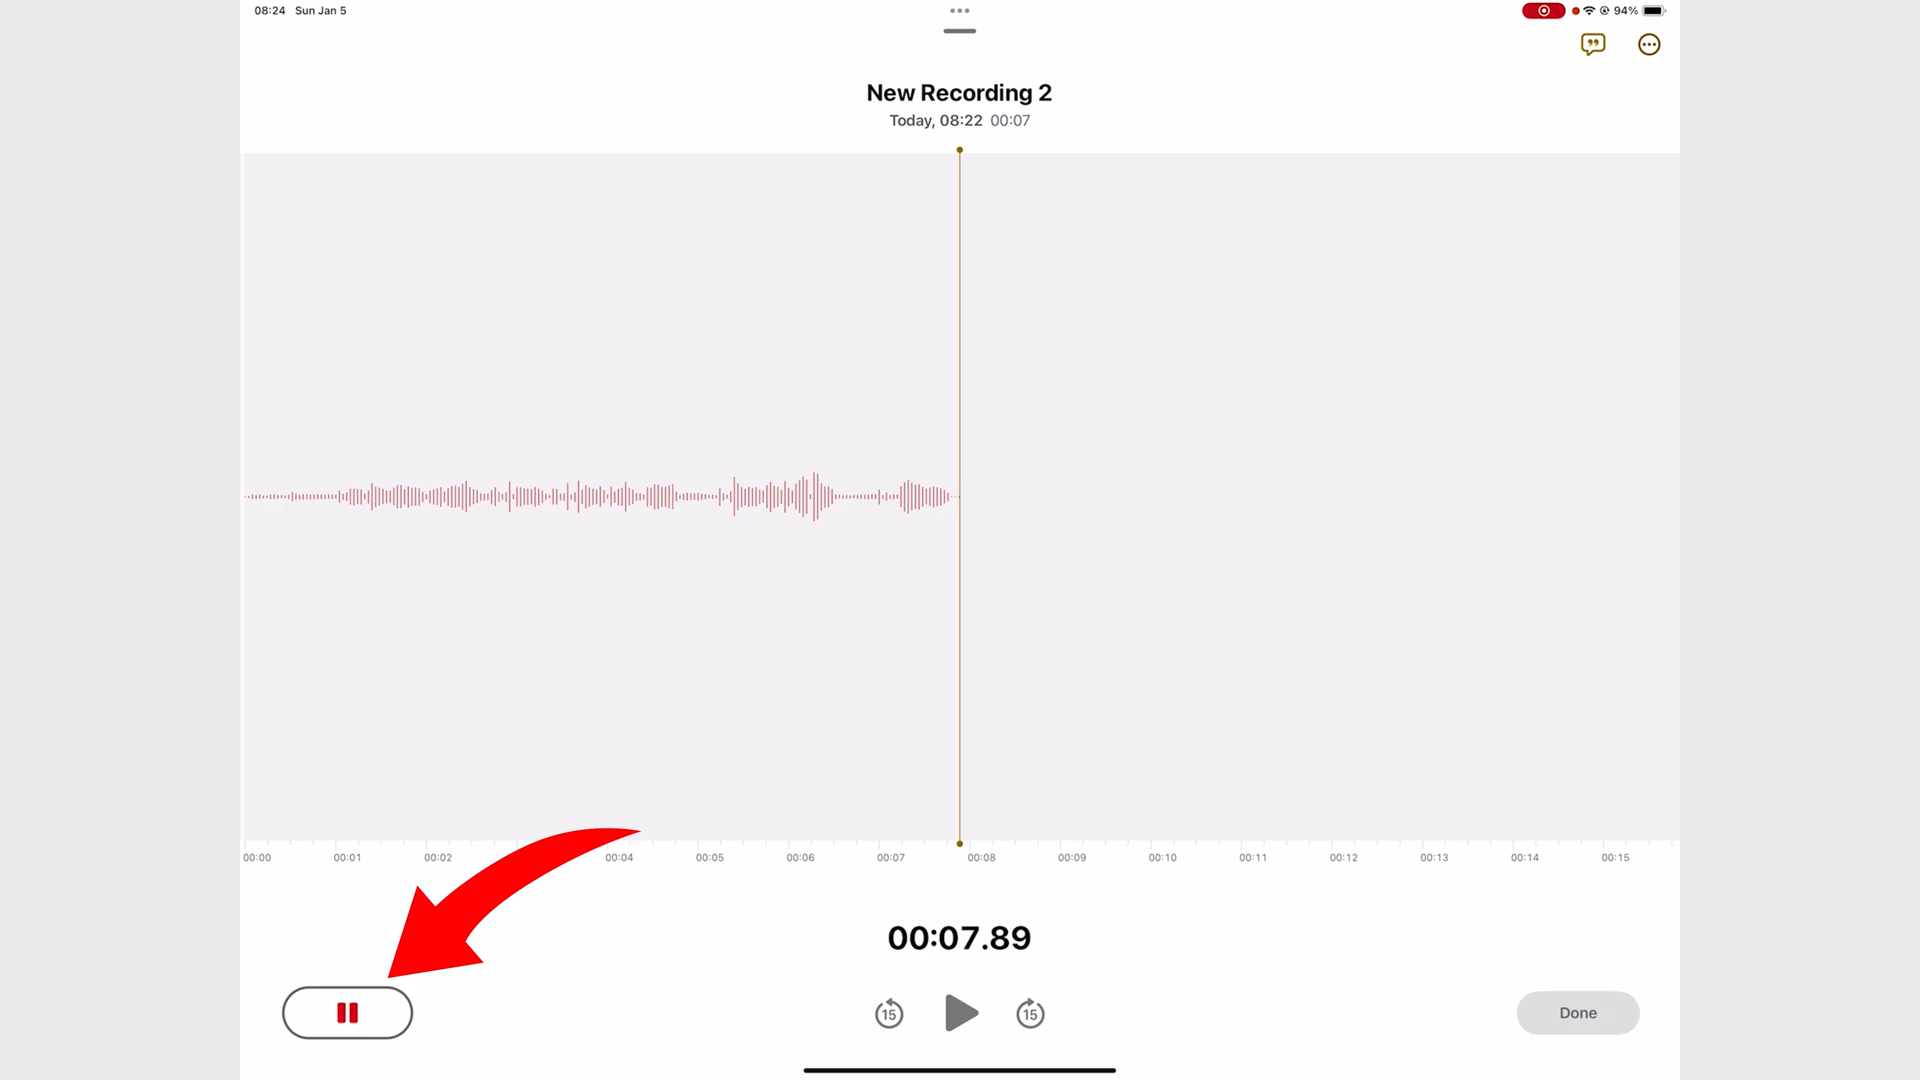 08:24 Sun Jan 5
94%
New Recording 2
Today, 08:22 00:07
00:00 00:01 00:02 00:04 00:05 00:06 00:07 00:08 00:09 00:10 00:11 00:12 00:13 00:14 00:15
00:07.89
15 15 Done